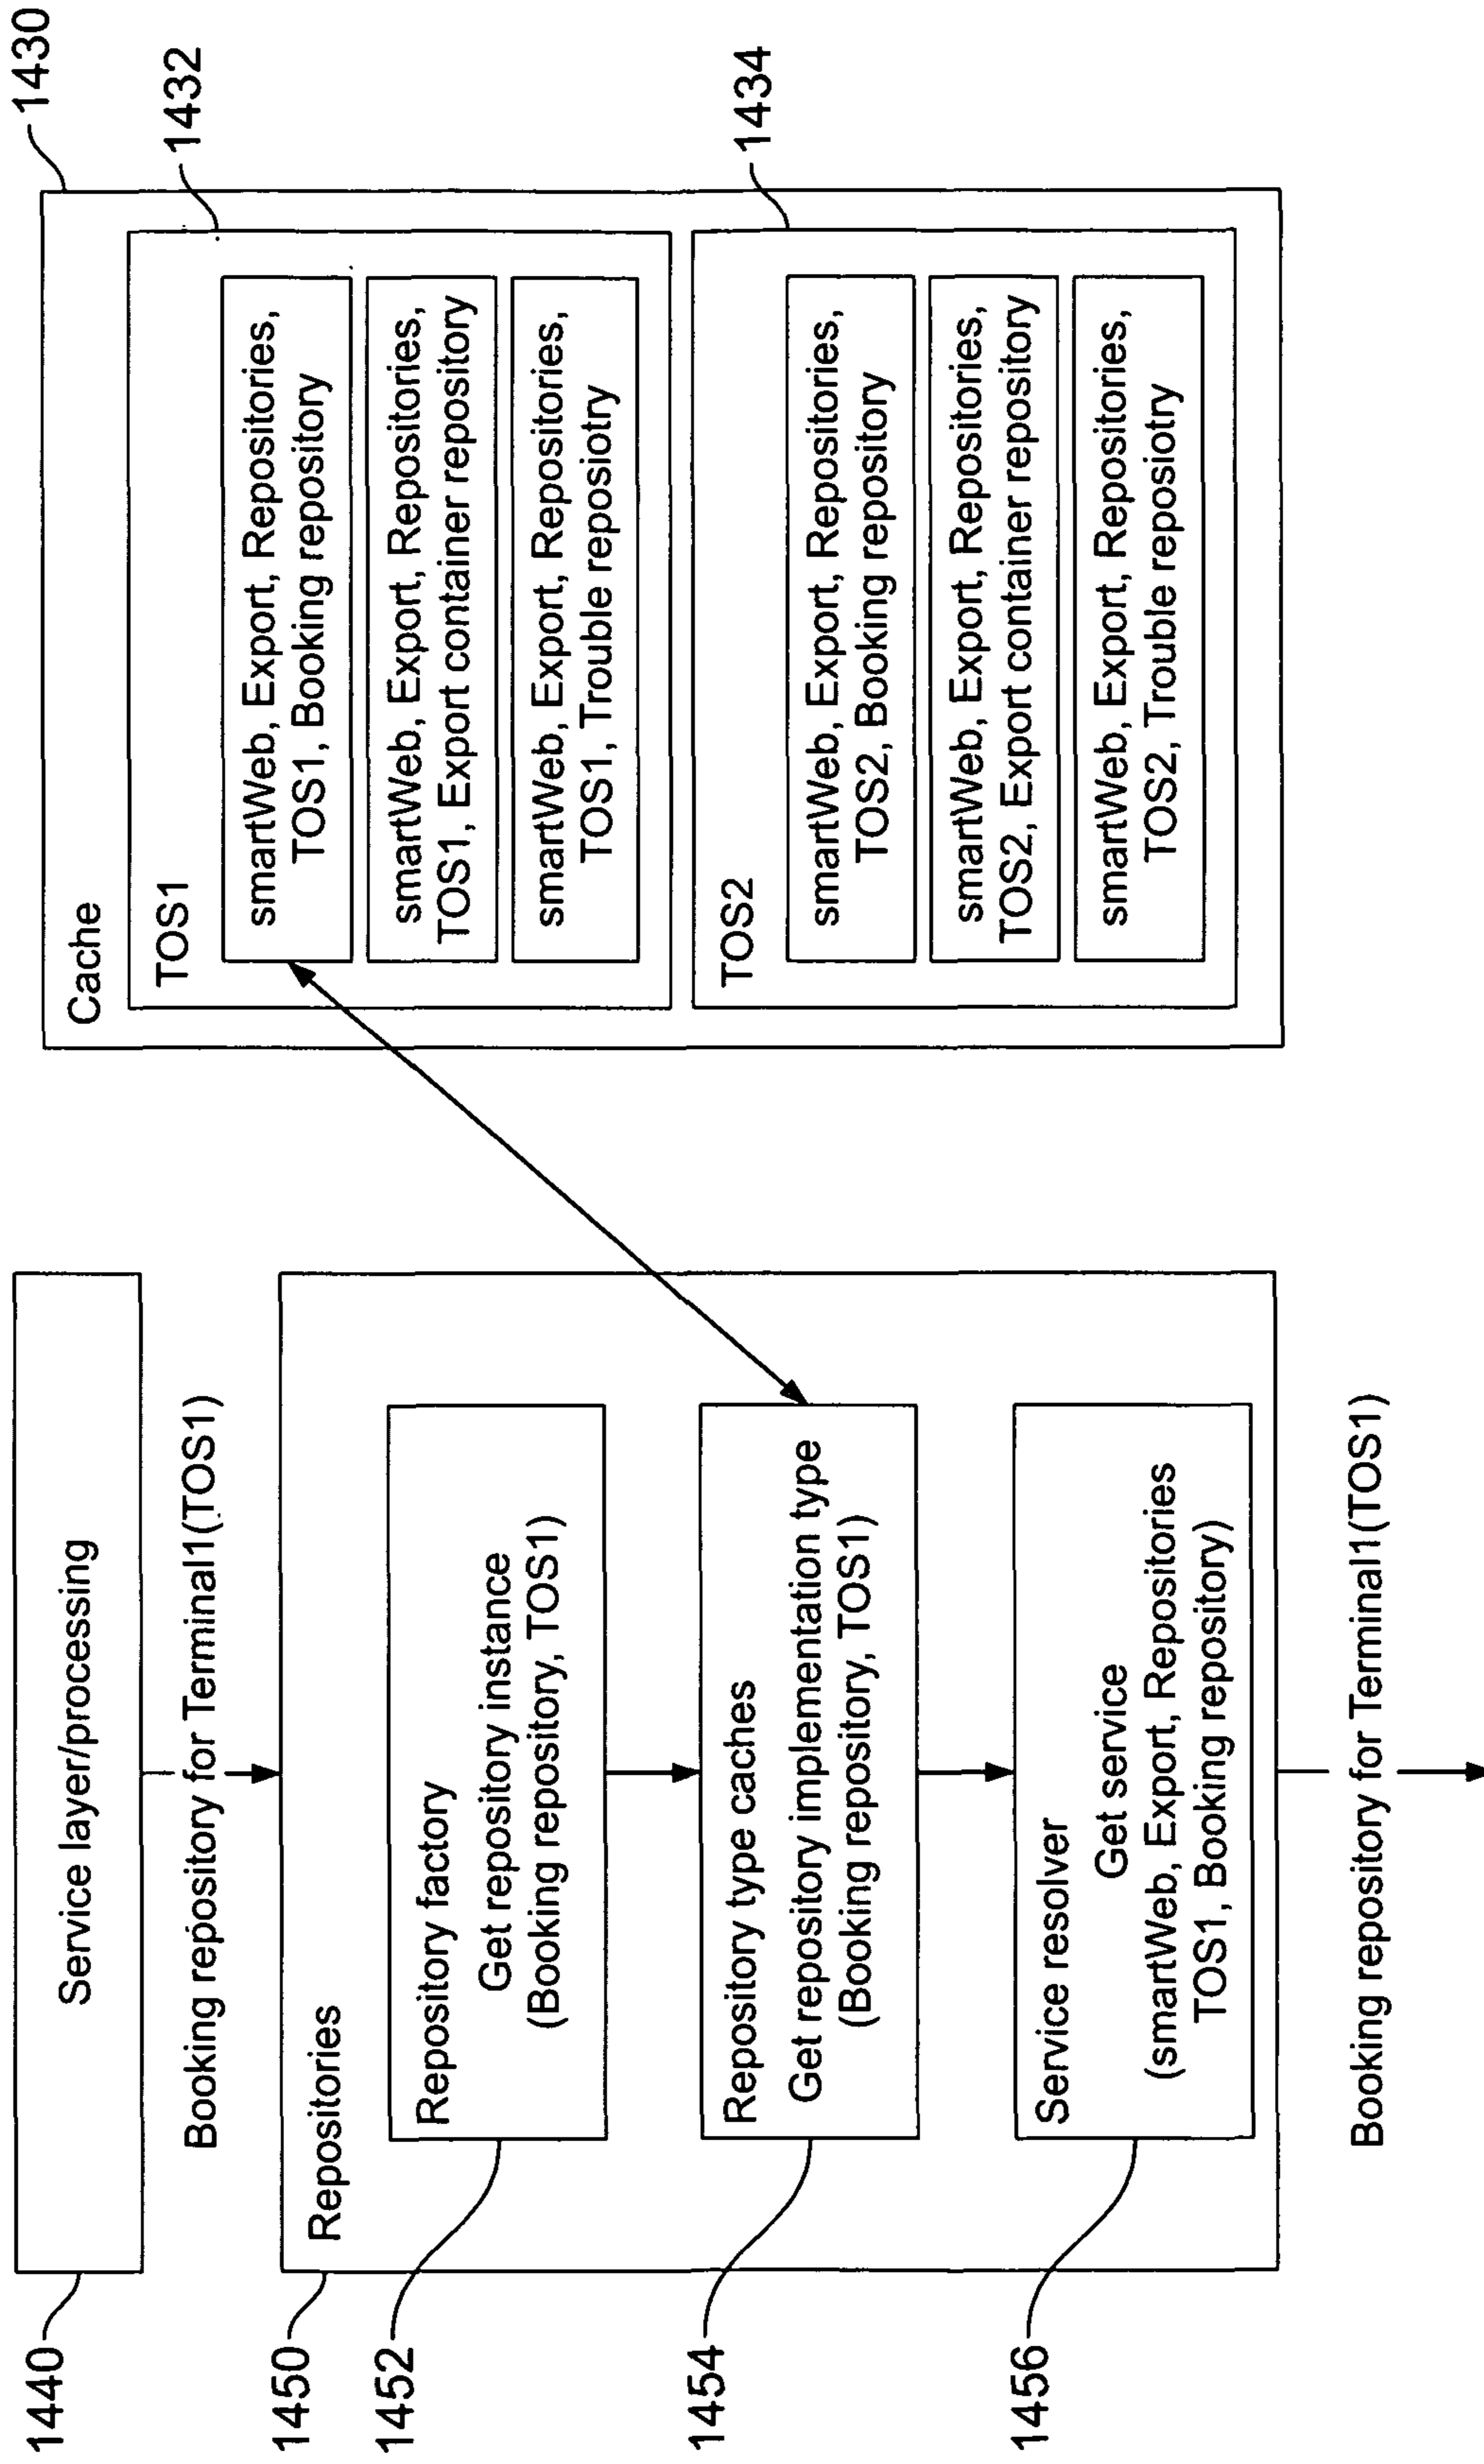 1440
Service layer/processing
Booking repository for Terminal1(TOS1)
1450
Repositories
1452
Repository factory
Get repository instance
(Booking repository, TOS1)
1454
Repository type caches
Get repository implementation type
(Booking repository, TOS1)
1456
Service resolver
Get service
(smartWeb, Export, Repositories
TOS1, Booking repository)
Booking repository for Terminal1(TOS1)
1430
Cache
1432
TOS1
smartWeb, Export, Repositories,
TOS1, Booking repository
smartWeb, Export, Repositories,
TOS1, Export container repository
smartWeb, Export, Repositories,
TOS1, Trouble reposiotry
1434
TOS2
smartWeb, Export, Repositories,
TOS2, Booking repository
smartWeb, Export, Repositories,
TOS2, Export container repository
smartWeb, Export, Repositories,
TOS2, Trouble reposiotry